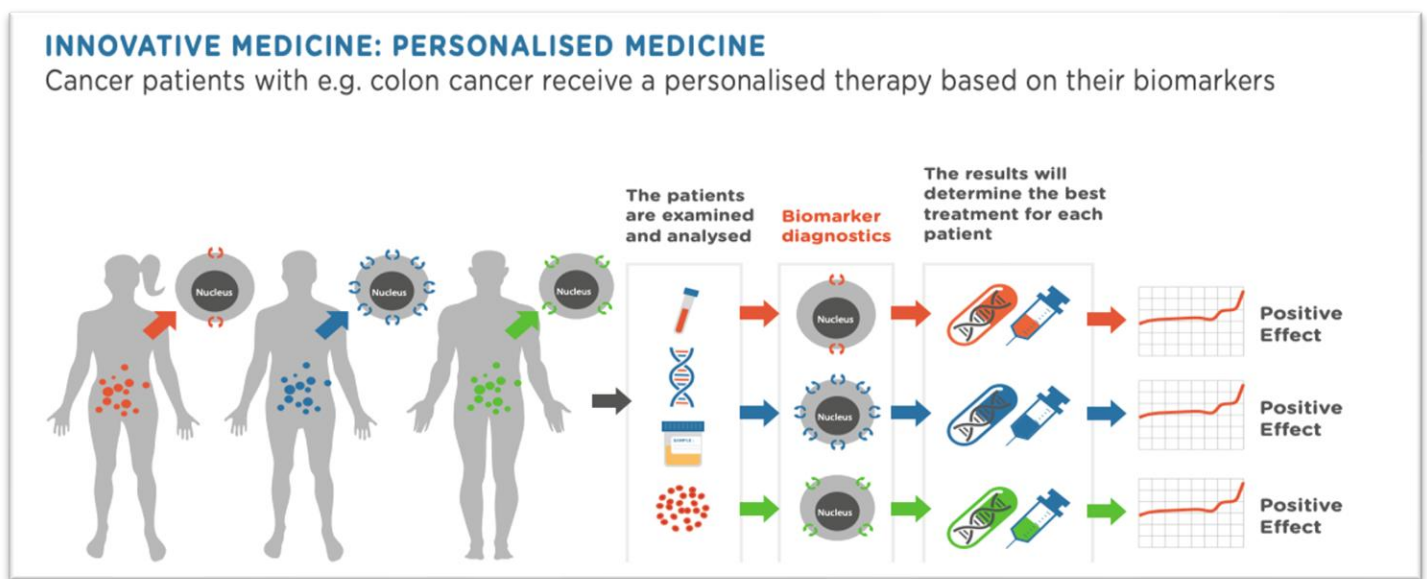 INNOVATIVE MEDICINE: PERSONALISED MEDICINE
Cancer patients with e.g. colon cancer receive a personalised therapy based on their biomarkers
The patients
are examined
and analysed
Biomarker
diagnostics
The results will
determine the best
treatment for each
patient
Nucleus
Nucleus
Nucleus
Nucleus
Positive
Effect
SAMPLE
Nucleus
Positive
Effect
Nucleus
Positive
Effect